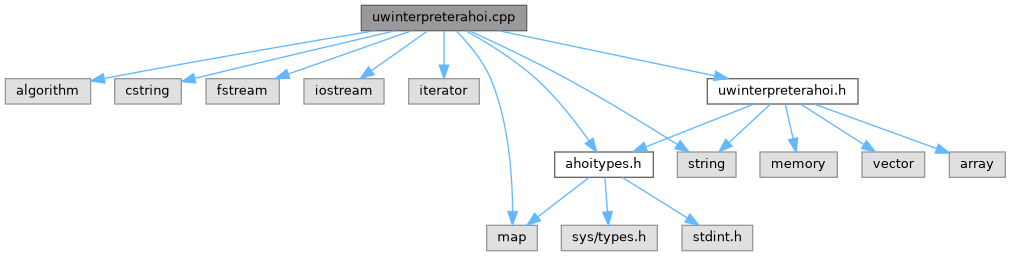 uwinterpreterahoi.cpp
algorithm
cstring
fstream
iostream
iterator
uwinterpreterahoi.h
ahoitypes.h
string
memory
vector
array
map
sys/types.h
stdint.h